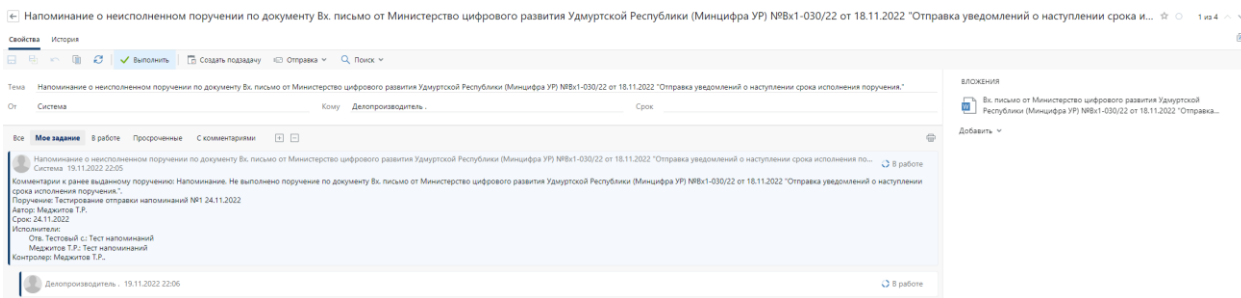 Напоминание о неисполненном поручении по документу Вх. письмо от Министерство цифрового развития Удмуртской Республики (Минцифра УР) №Вх1-030/22 от 18.11.2022 "Отправка уведомлений о наступлении срока и... 1 из 4
Свойства История
Выполнить Создать подзадачу Отправка Поиск
Тема Напоминание о неисполненном поручении по документу Вх. письмо от Министерство цифрового развития Удмуртской Республики (Минцифра УР) №Вх1-030/22 от 18.11.2022 "Отправка уведомлений о наступлении срока исполнения поручения."
От Система Кому Делопроизводитель . Срок
Все Мое задание В работе Просроченные С комментариями
Напоминание о неисполненном поручении по документу Вх. письмо от Министерство цифрового развития Удмуртской Республики (Минцифра УР) №Вх1-030/22 от 18.11.2022 "Отправка уведомлений о наступлении срока исполнения по...
Система 19.11.2022 22:05 В работе
Комментарии к ранее выданному поручению: Напоминание. Не выполнено поручение по документу Вх. письмо от Министерство цифрового развития Удмуртской Республики (Минцифра УР) №Вх1-030/22 от 18.11.2022 "Отправка уведомлений о наступлении
срока исполнения поручения.".
Поручение: Тестирование отправки напоминаний №1 24.11.2022
Автор: Меджитов Т.Р.
Срок: 24.11.2022
Исполнители:
Отв. Тестовый с.: Тест напоминаний
Меджитов Т.Р.: Тест напоминаний
Контролер: Меджитов Т.Р..
Делопроизводитель . 19.11.2022 22:06 В работе
ВЛОЖЕНИЯ
Вх. письмо от Министерство цифрового развития Удмуртской
Республики (Минцифра УР) №Вх1-030/22 от 18.11.2022 "Отправка...
Добавить